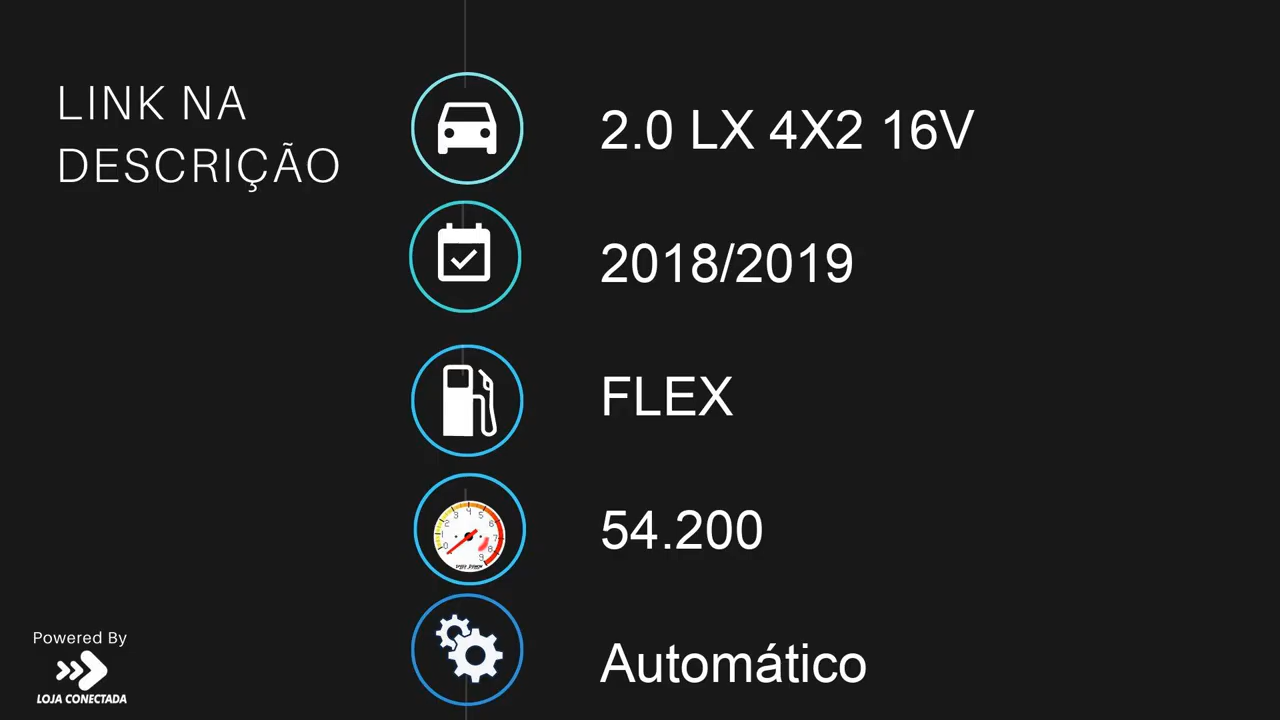 LINK NA
DESCRIÇÃO
2.0 LX 4X2 16V
2018/2019
FLEX
54.200
Automático
Powered By
LOJA CONECTADA